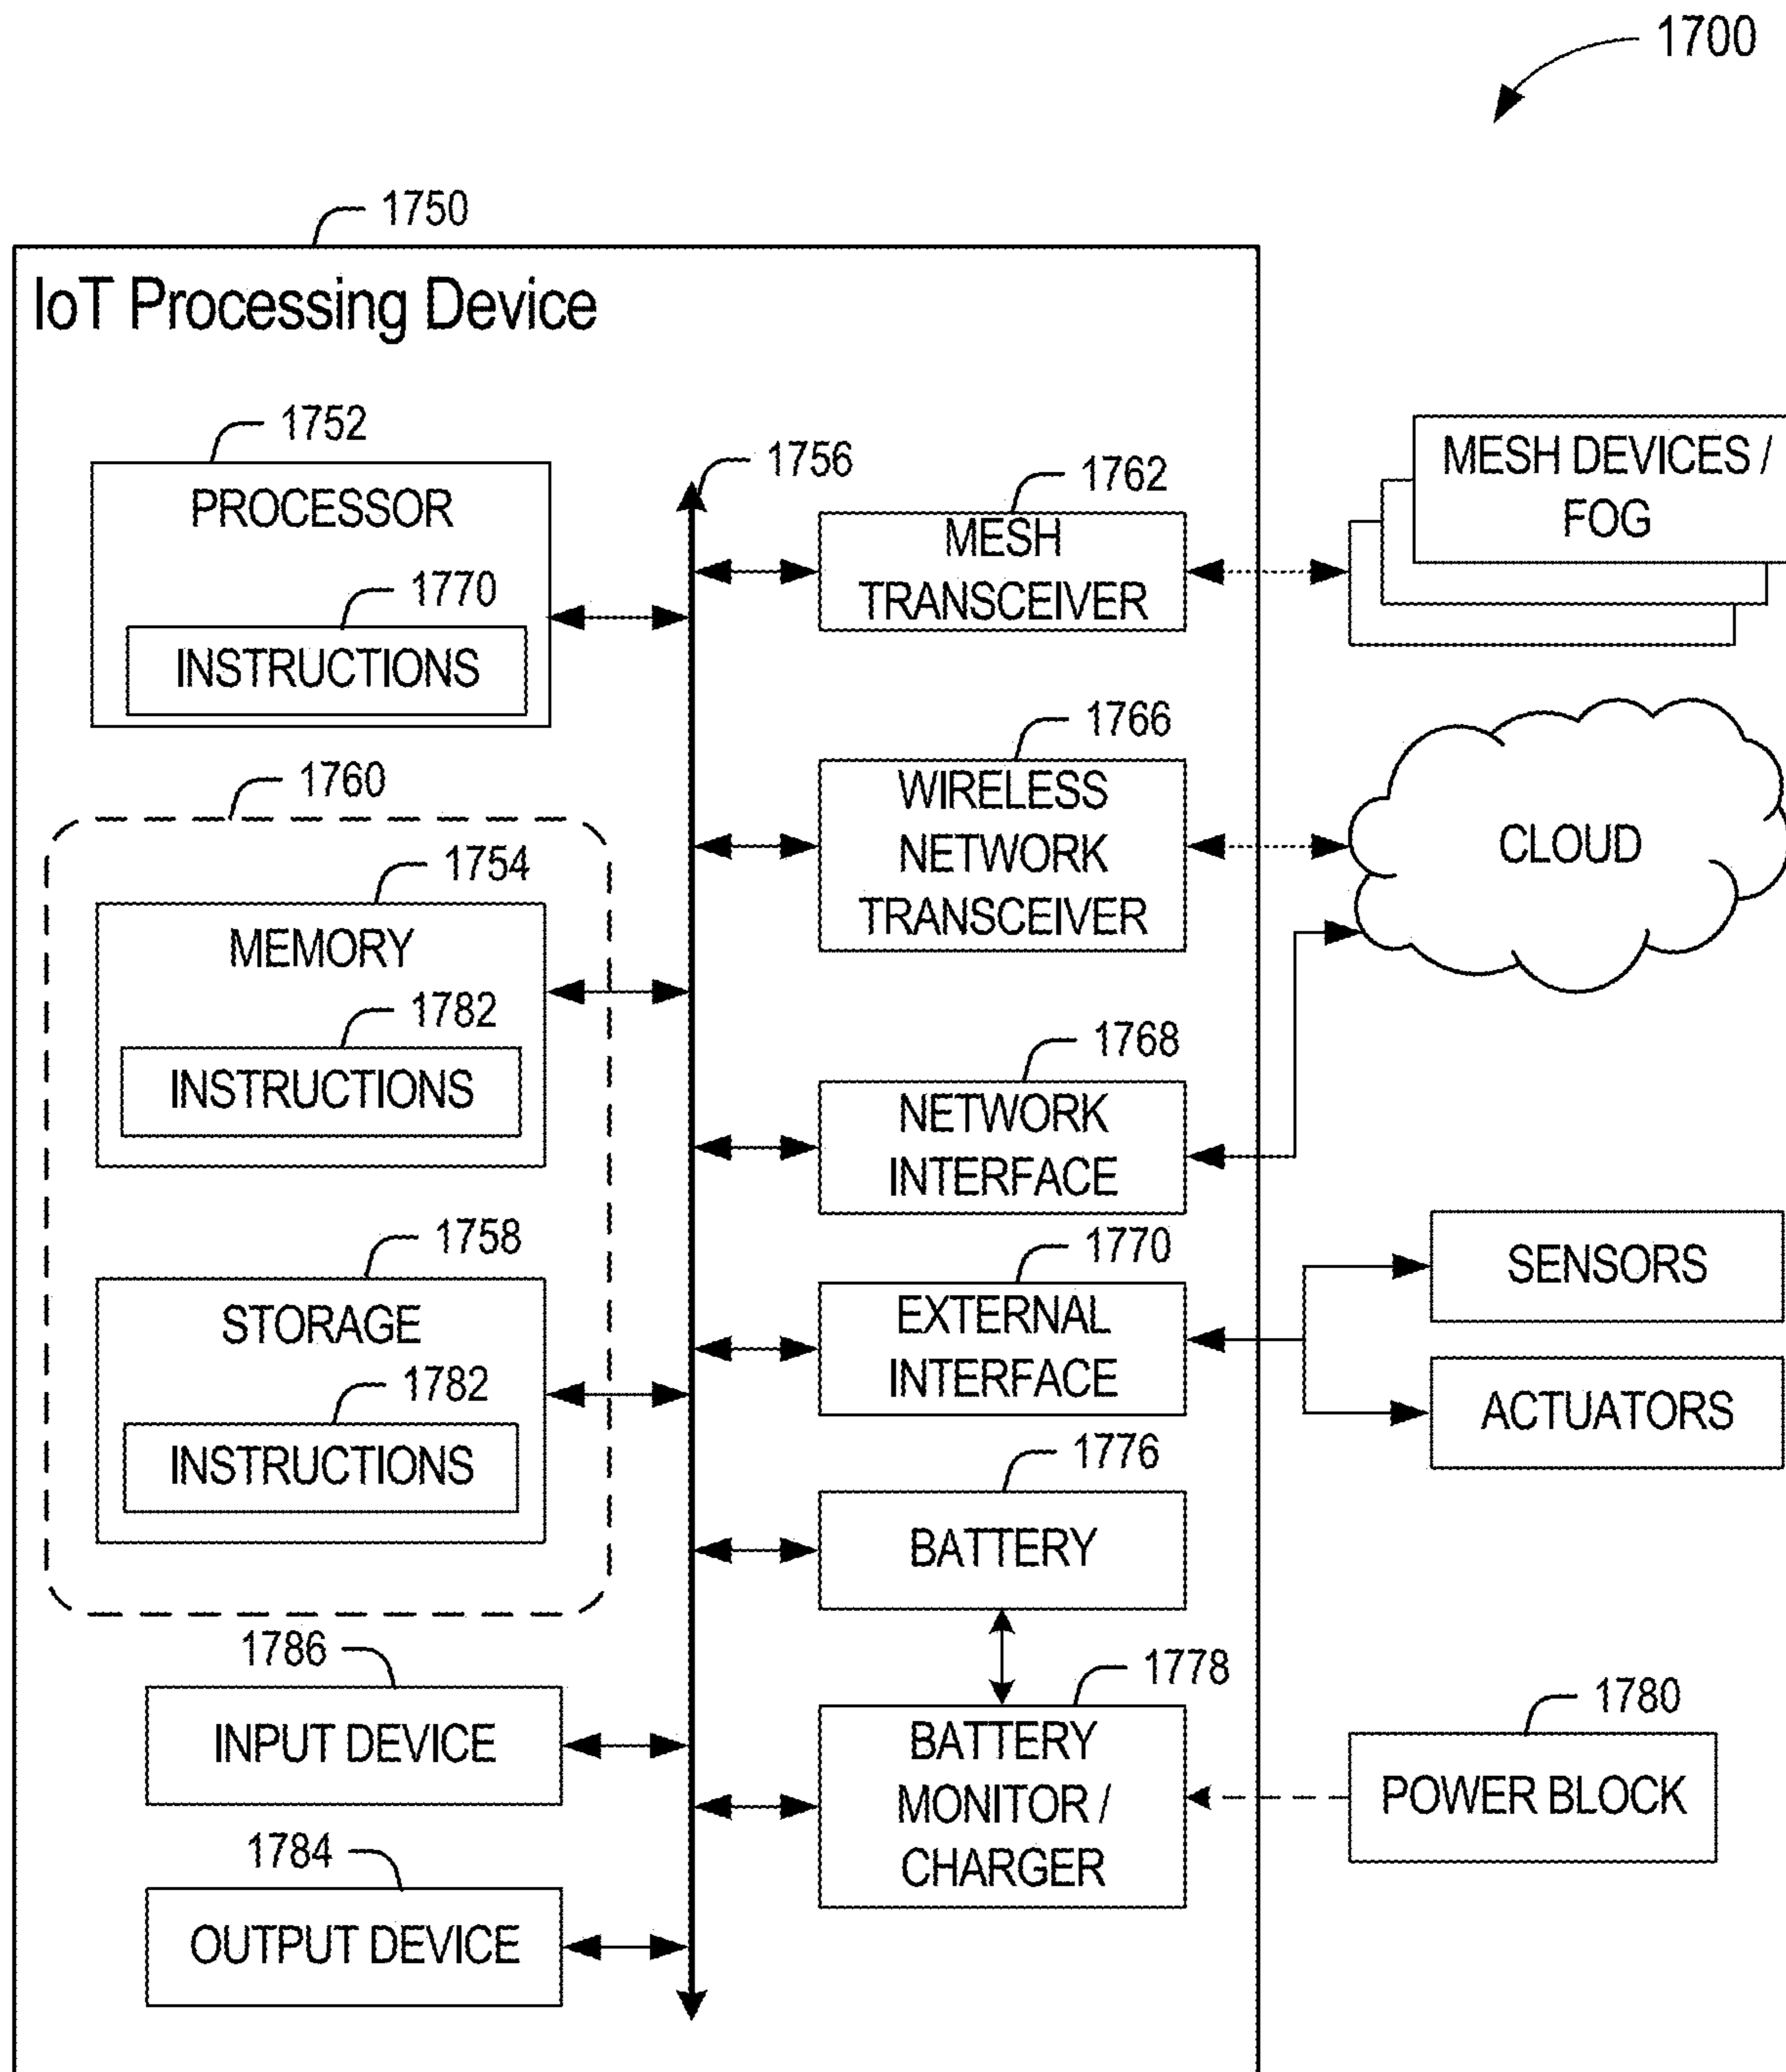 1700
1750
IoT Processing Device
1752
PROCESSOR
1770
INSTRUCTIONS
1760
1754
MEMORY
1782
INSTRUCTIONS
1758
STORAGE
1782
INSTRUCTIONS
1786
INPUT DEVICE
1784
OUTPUT DEVICE
1756
1762
MESH
TRANSCEIVER
1766
WIRELESS
NETWORK
TRANSCEIVER
1768
NETWORK
INTERFACE
1770
EXTERNAL
INTERFACE
1776
BATTERY
1778
BATTERY
MONITOR /
CHARGER
MESH DEVICES /
FOG
CLOUD
SENSORS
ACTUATORS
1780
POWER BLOCK